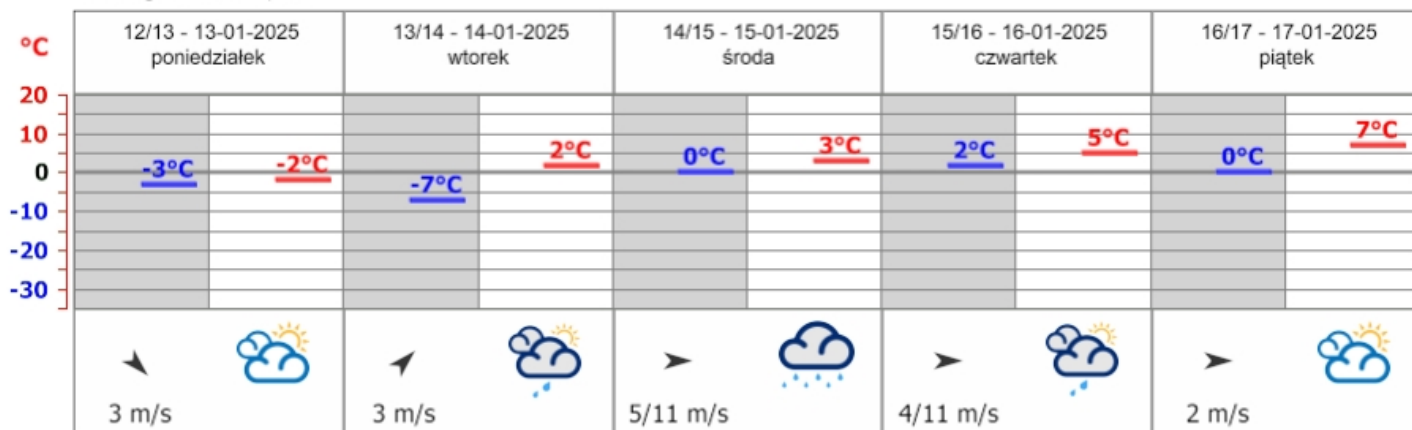 12/13 - 13-01-2025
poniedziałek
13/14 - 14-01-2025
wtorek
14/15 - 15-01-2025
środa
15/16 - 16-01-2025
czwartek
16/17 - 17-01-2025
piątek
°C
20
10
0
-10
-20
-30
-3°C
-2°C
-7°C
2°C
0°C
3°C
2°C
5°C
0°C
7°C
3 m/s
3 m/s
5/11 m/s
4/11 m/s
2 m/s